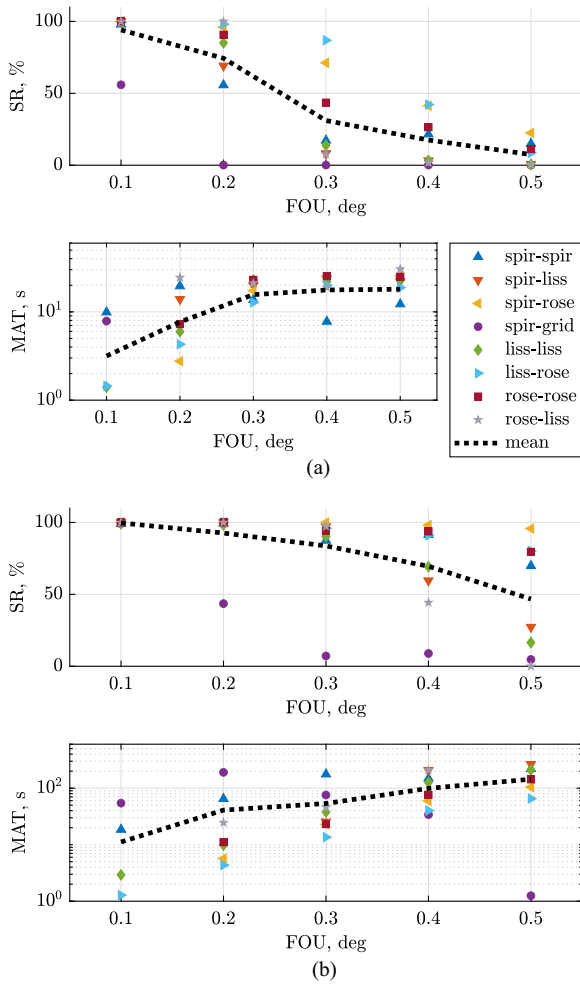 SR, %
100
50
0
0.1 0.2 0.3 0.4 0.5
FOU, deg
MAT, s
10^1
10^0
0.1 0.2 0.3 0.4 0.5
FOU, deg
spir-spir
spir-liss
spir-rose
spir-grid
liss-liss
liss-rose
rose-rose
rose-liss
mean
(a)
SR, %
100
50
0
0.1 0.2 0.3 0.4 0.5
FOU, deg
MAT, s
10^2
10^0
0.1 0.2 0.3 0.4 0.5
FOU, deg
(b)